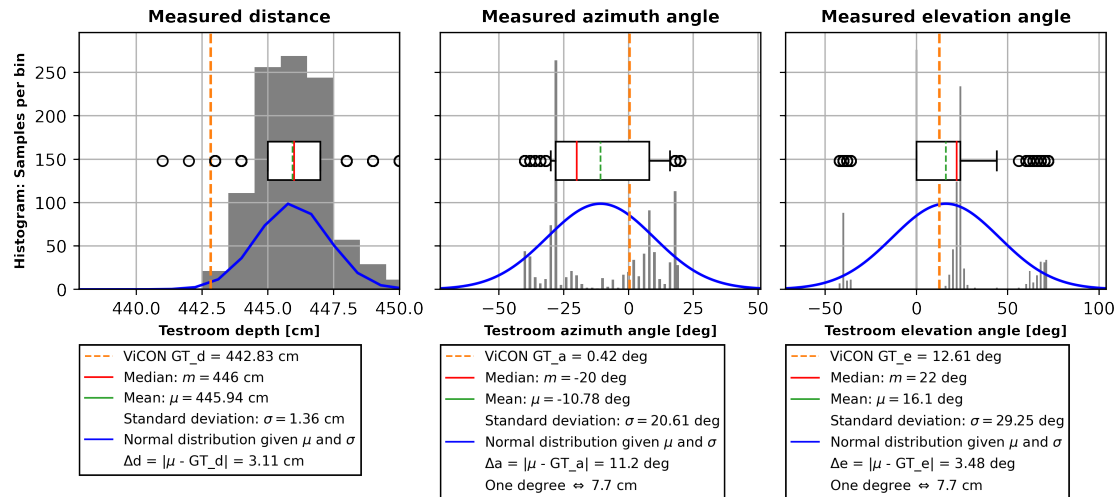 Measured distance
Measured azimuth angle
Measured elevation angle
Histogram: Samples per bin
250
200
150
100
50
0
440.0
442.5
445.0
447.5
450.0
Testroom depth [cm]
−50
−25
0
25
50
Testroom azimuth angle [deg]
−50
0
50
100
Testroom elevation angle [deg]
ViCON GT_d = 442.83 cm
Median: m = 446 cm
Mean: μ = 445.94 cm
Standard deviation: σ = 1.36 cm
Normal distribution given μ and σ
Δd = |μ - GT_d| = 3.11 cm
ViCON GT_a = 0.42 deg
Median: m = -20 deg
Mean: μ = -10.78 deg
Standard deviation: σ = 20.61 deg
Normal distribution given μ and σ
Δa = |μ - GT_a| = 11.2 deg
One degree ⇔ 7.7 cm
ViCON GT_e = 12.61 deg
Median: m = 22 deg
Mean: μ = 16.1 deg
Standard deviation: σ = 29.25 deg
Normal distribution given μ and σ
Δe = |μ - GT_e| = 3.48 deg
One degree ⇔ 7.7 cm